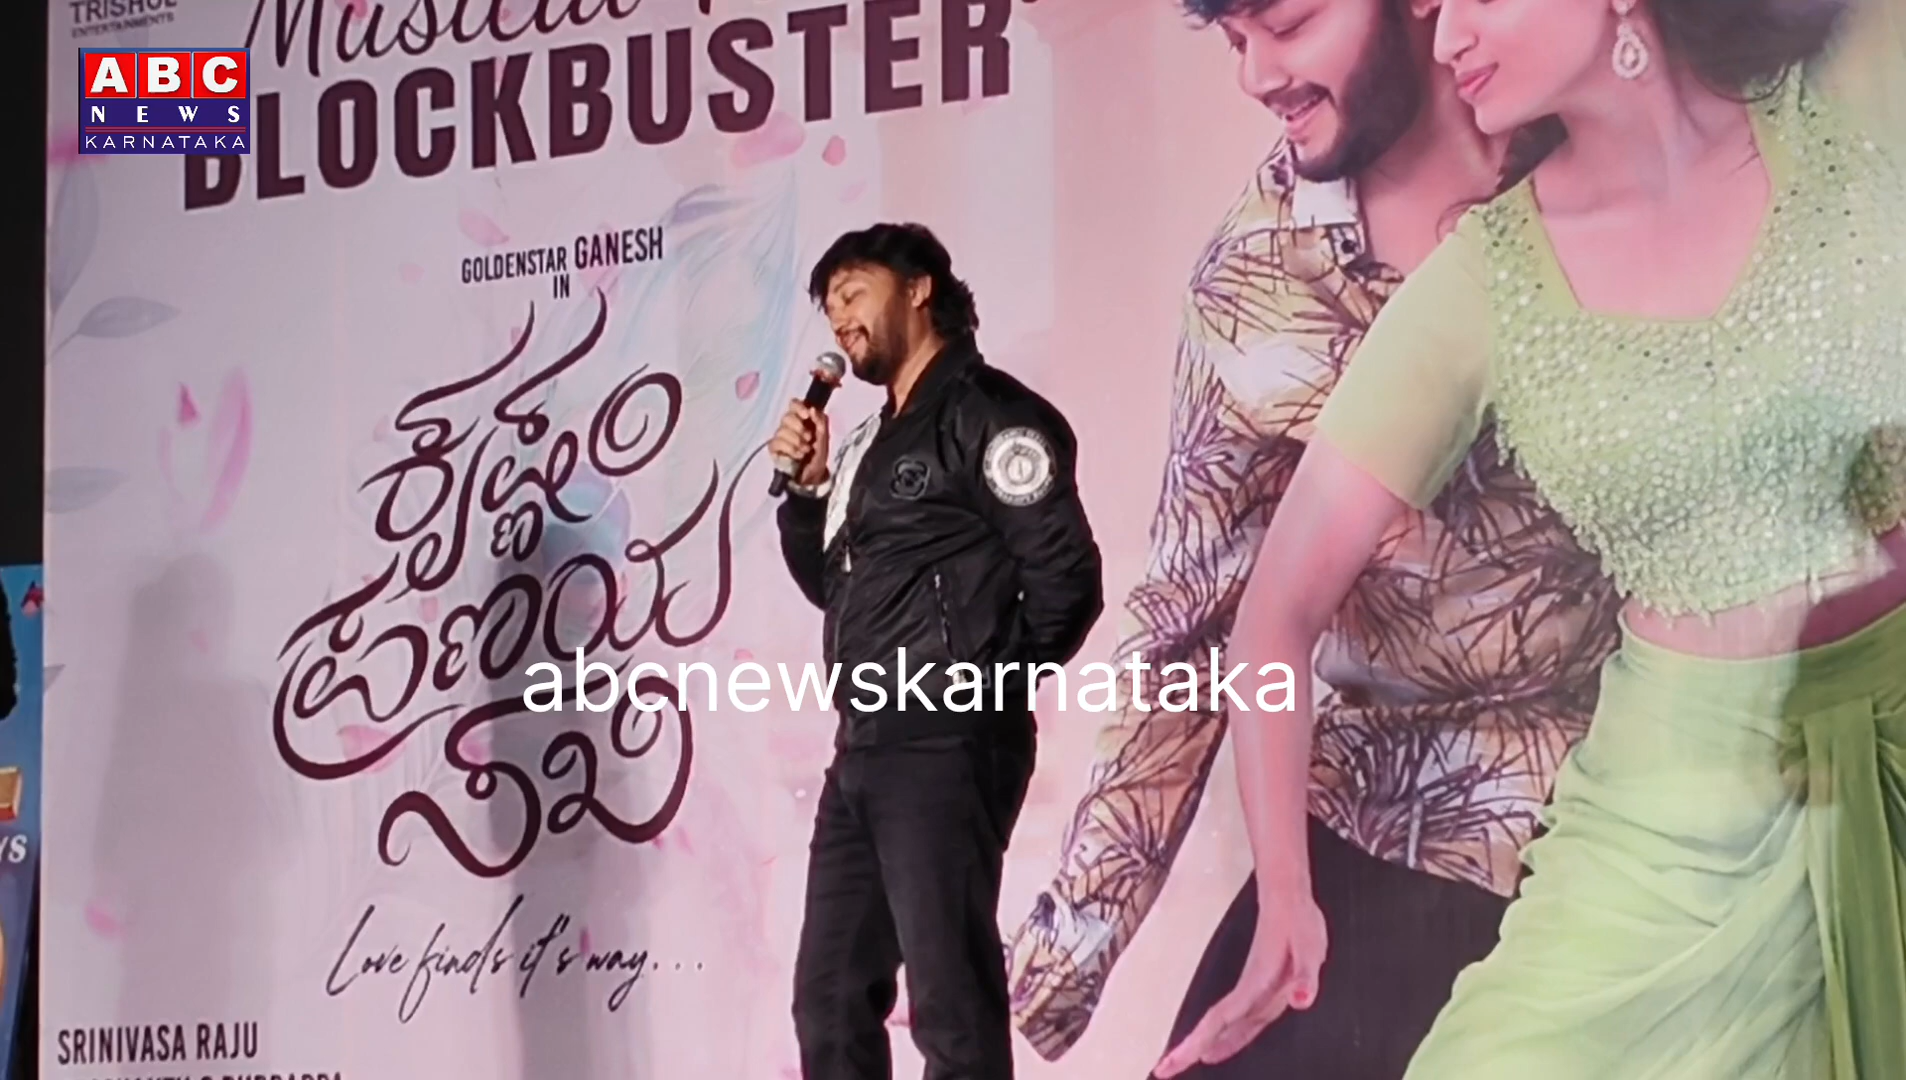 TRISHUL
ENTERTAINMENTS
Musical
BLOCKBUSTER
ABC
NEWS
KARNATAKA
GOLDENSTAR GANESH
IN
ಕೃಷ್ಣಂ
ಪ್ರಣಯ
ಸಖಿ
abcnewskarnataka
Love finds it's way...
YS
SRINIVASA RAJU